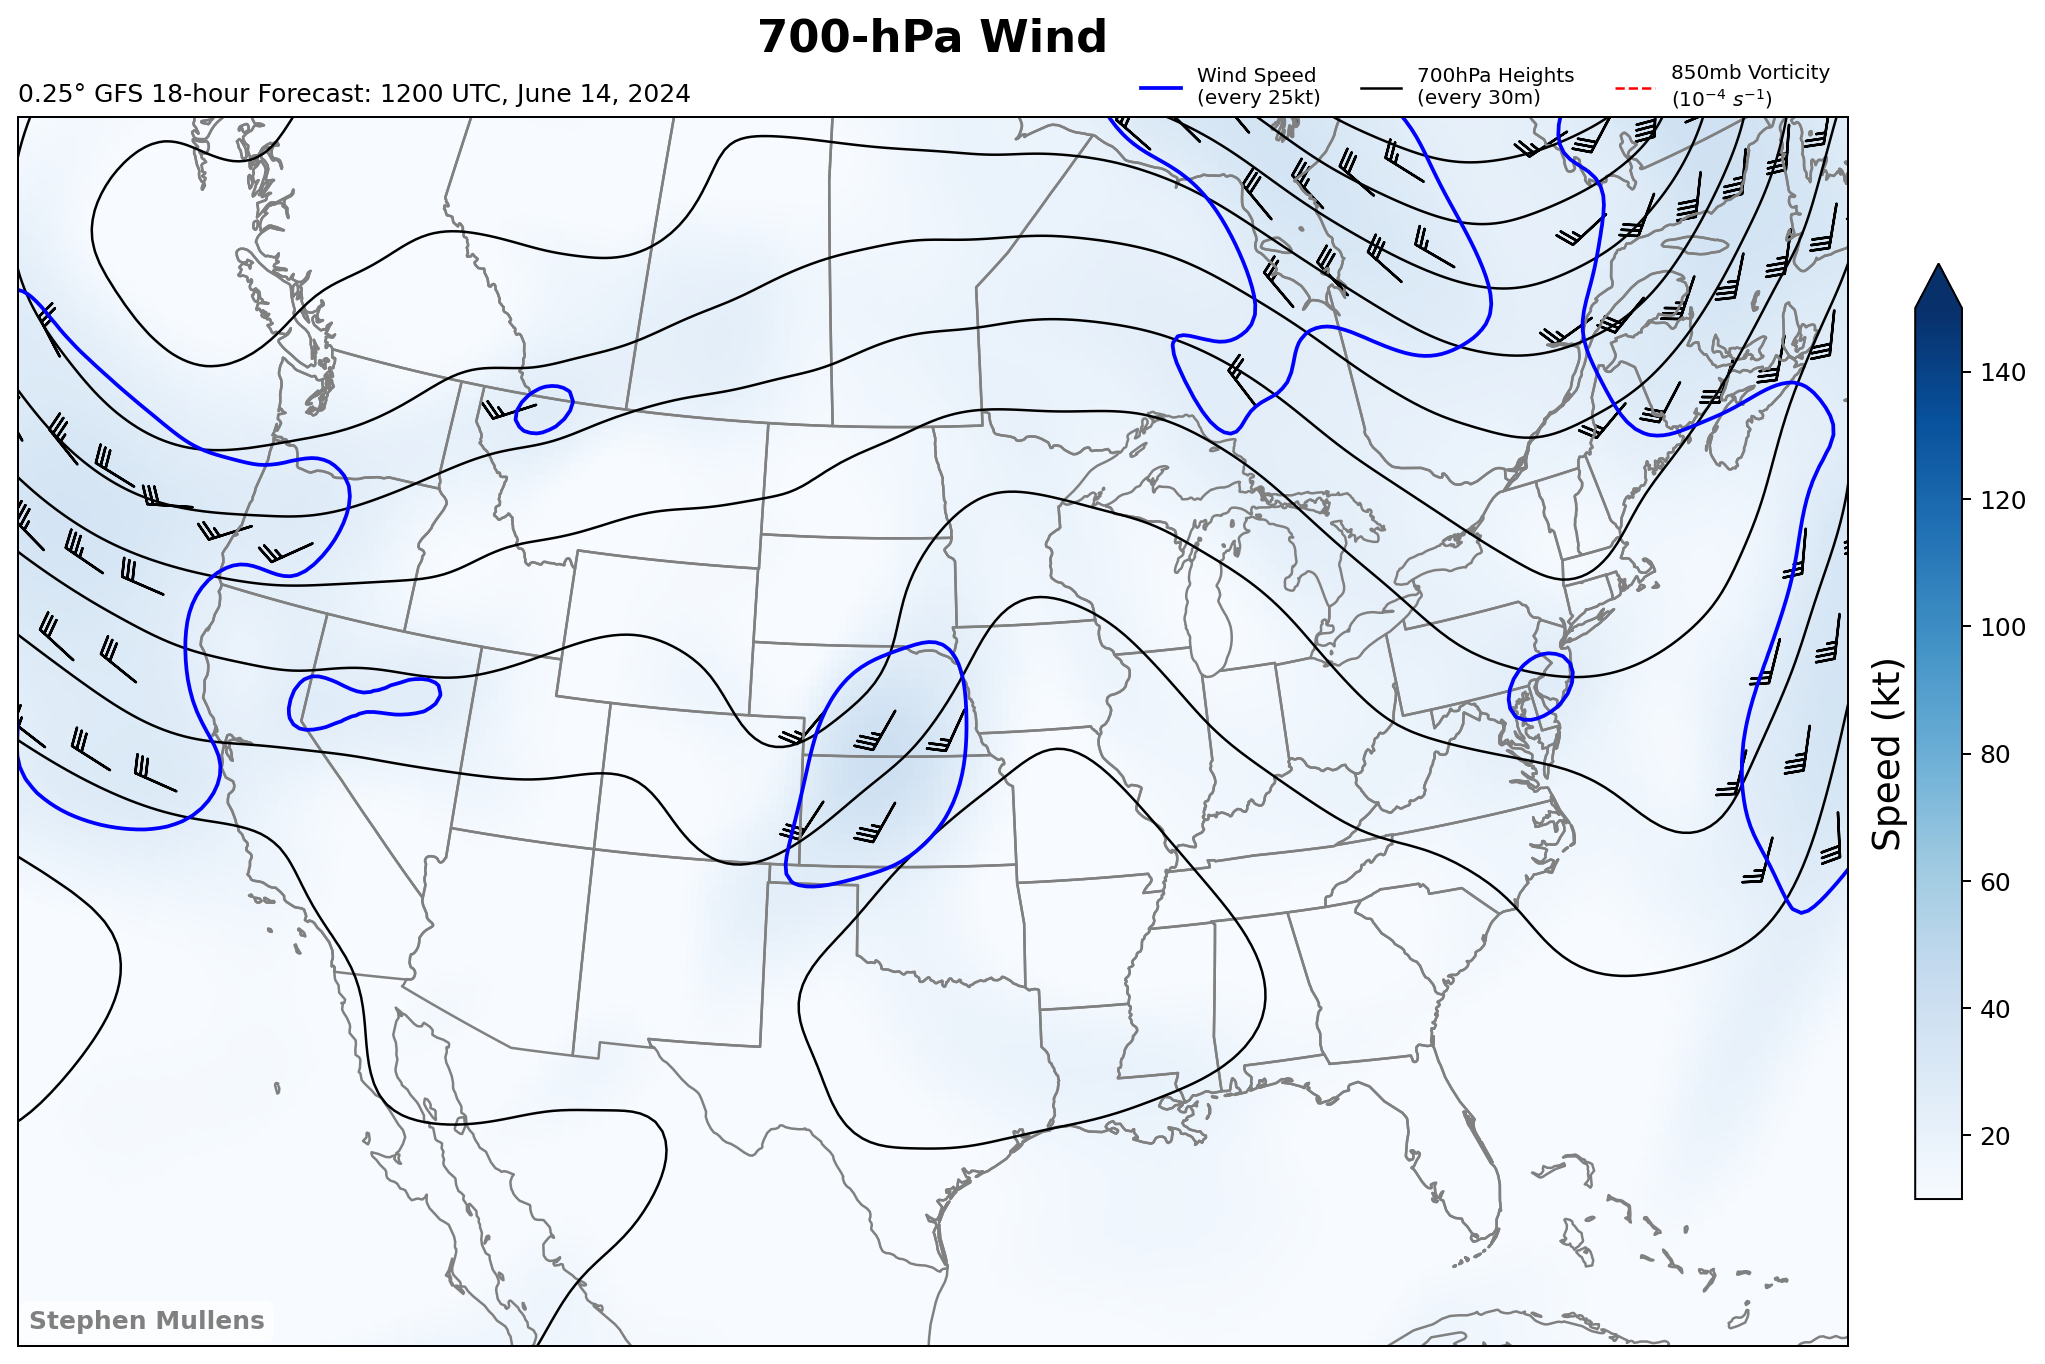 700-hPa Wind
0.25° GFS 18-hour Forecast: 1200 UTC, June 14, 2024
Wind Speed
(every 25kt)
700hPa Heights
(every 30m)
850mb Vorticity
(10⁻⁴ s⁻¹)
140
120
100
80
60
40
20
Speed (kt)
Stephen Mullens